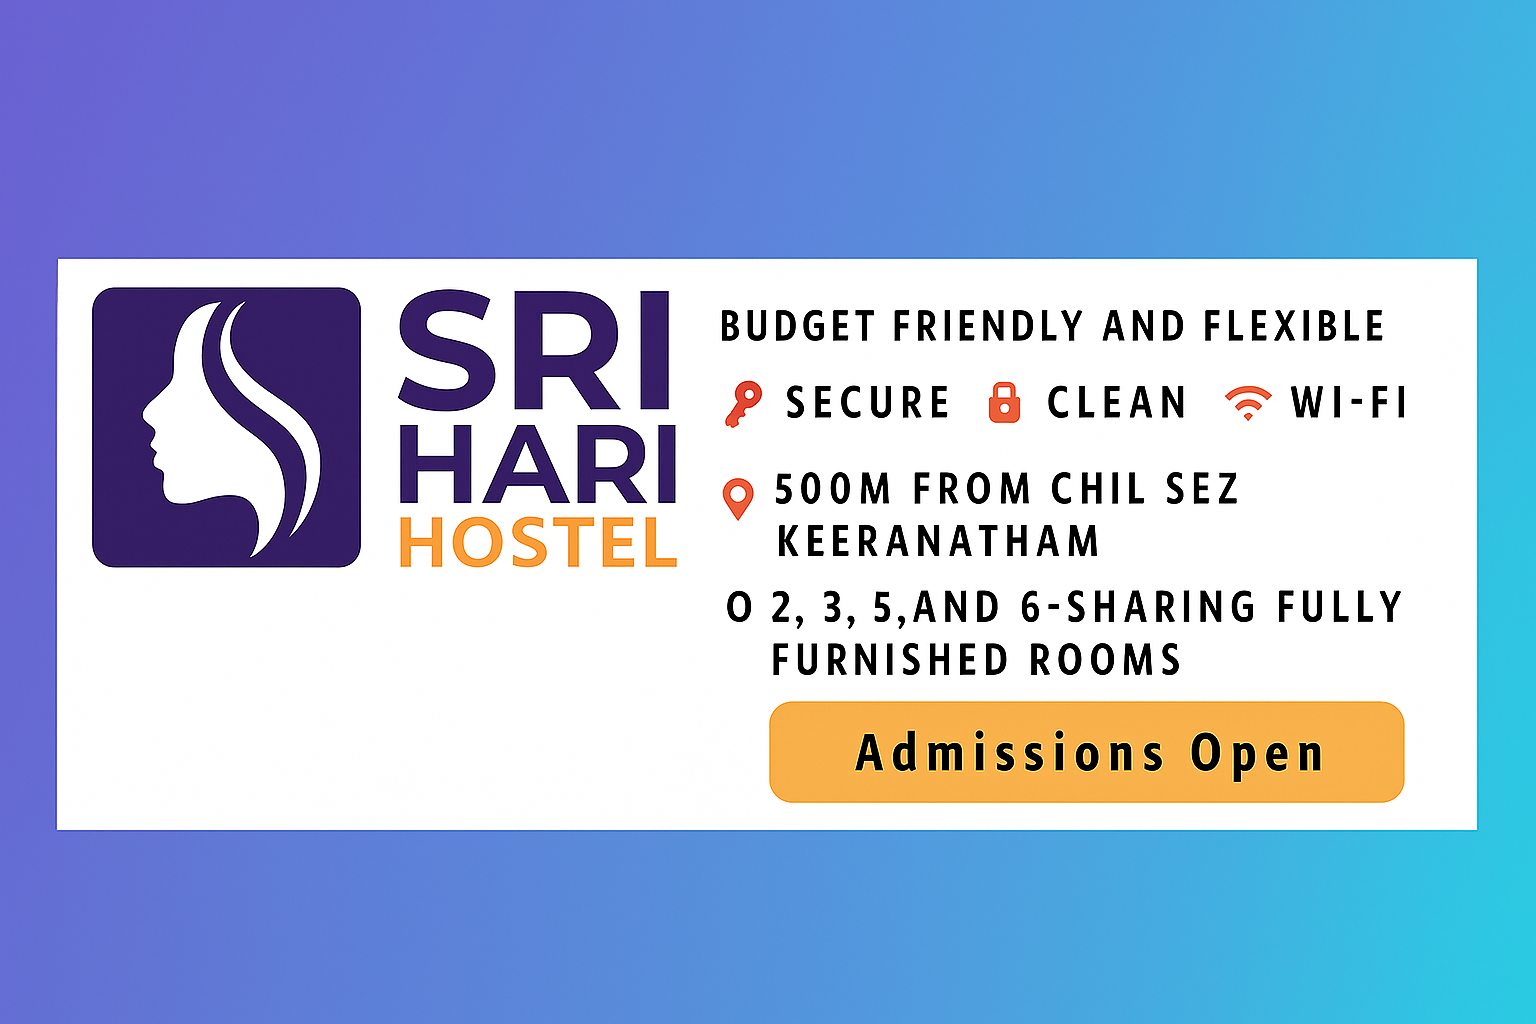 SRI
HARI
HOSTEL
BUDGET FRIENDLY AND FLEXIBLE
SECURE CLEAN WI-FI
500M FROM CHIL SEZ
KEERANATHAM
O 2, 3, 5,AND 6-SHARING FULLY
FURNISHED ROOMS
Admissions Open